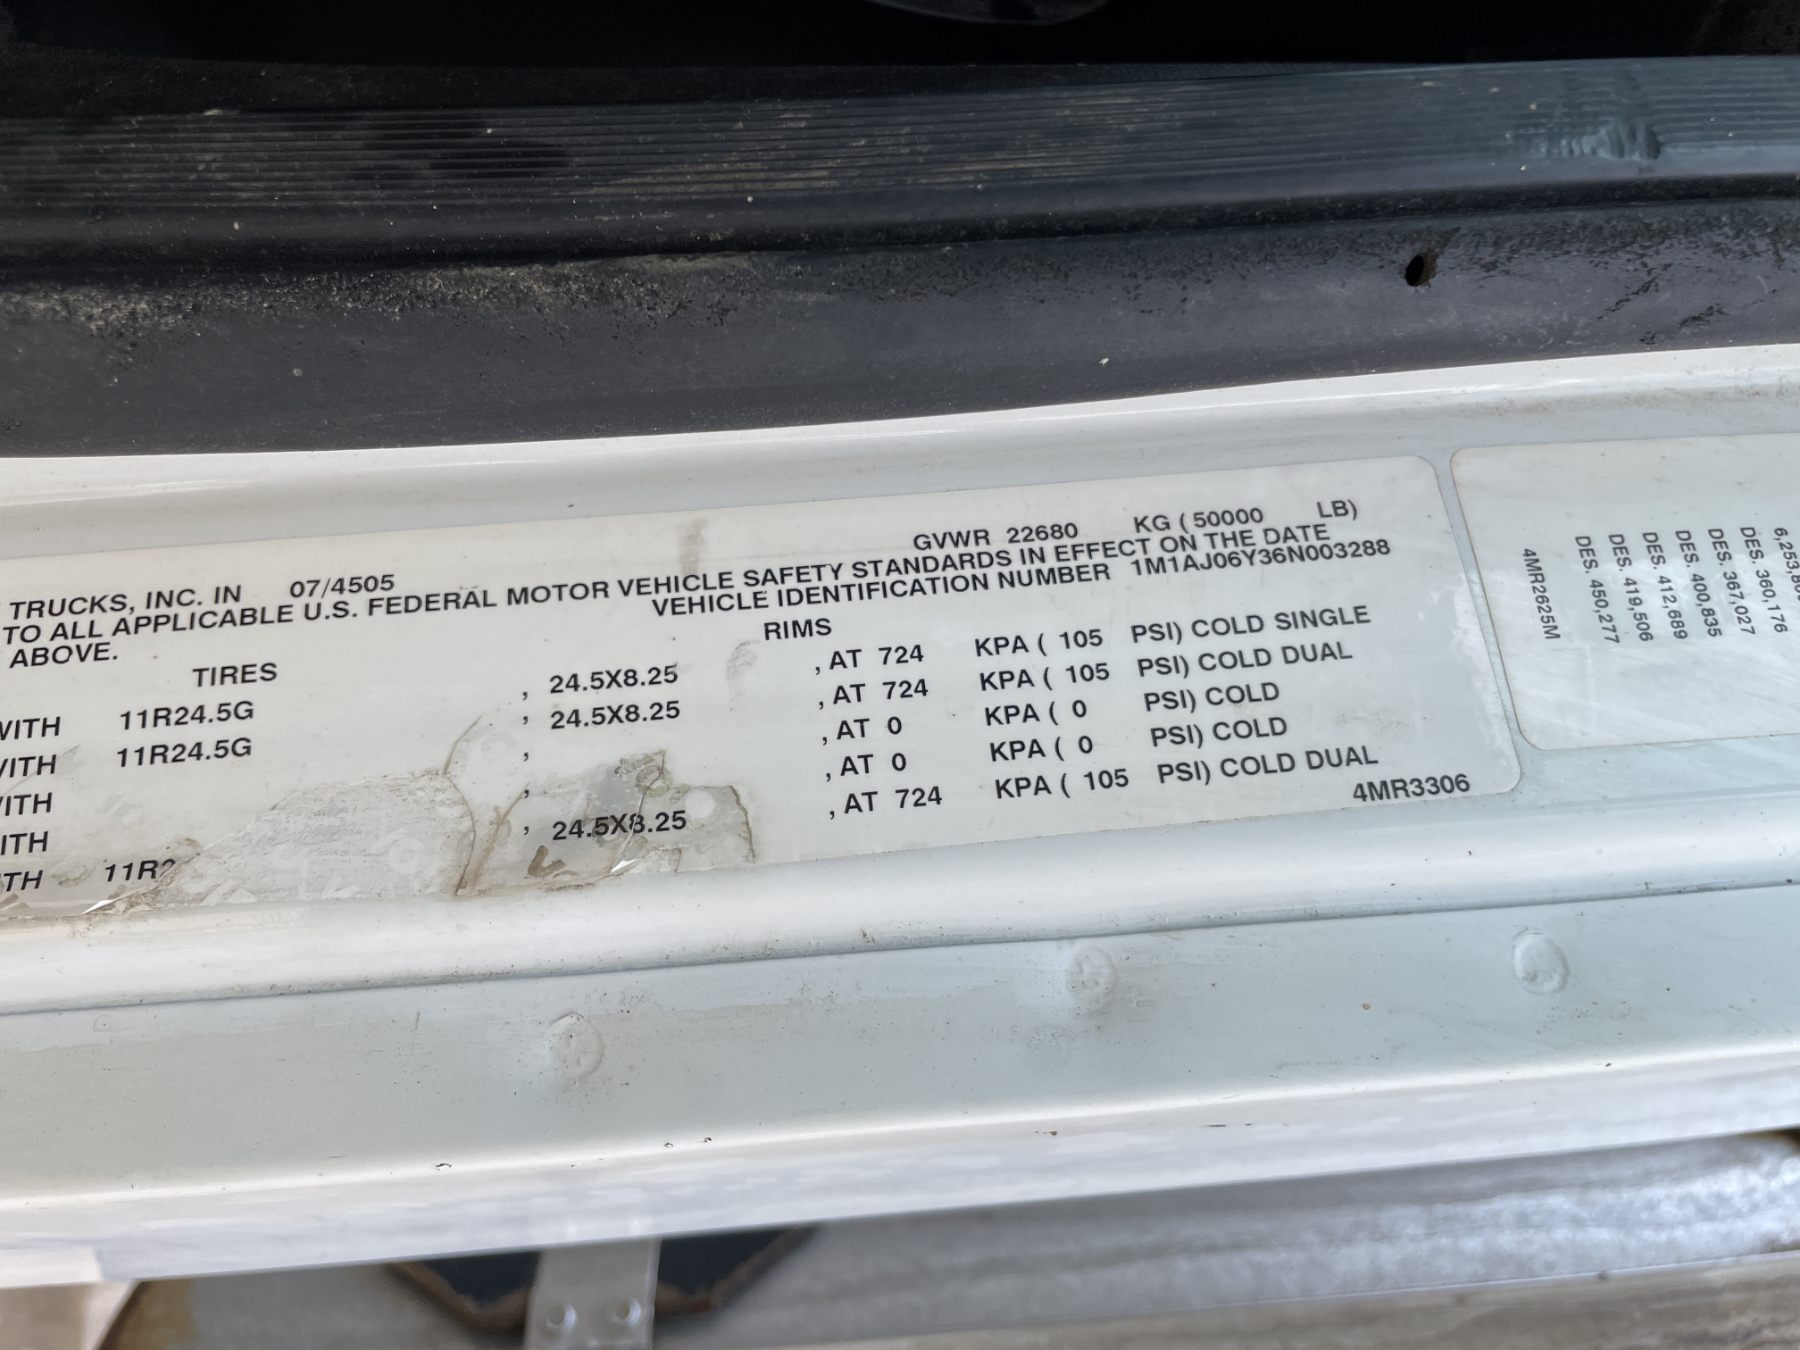 TRUCKS, INC. IN 07/4505 GVWR 22680 KG (50000 LB)
TO ALL APPLICABLE U.S. FEDERAL MOTOR VEHICLE SAFETY STANDARDS IN EFFECT ON THE DATE
ABOVE. VEHICLE IDENTIFICATION NUMBER 1M1AJ06Y36N003288
TIRES RIMS
WITH 11R24.5G , 24.5X8.25 , AT 724 KPA ( 105 PSI) COLD SINGLE
WITH 11R24.5G , 24.5X8.25 , AT 724 KPA ( 105 PSI) COLD DUAL
WITH , , AT 0 KPA ( 0 PSI) COLD
ITH , , AT 0 KPA ( 0 PSI) COLD
TH 11R2 , 24.5X8.25 , AT 724 KPA ( 105 PSI) COLD DUAL
4MR3306
DES. 360,176
DES. 367,027
DES. 400,835
DES. 412,689
DES. 419,506
DES. 450,277
4MR2625M